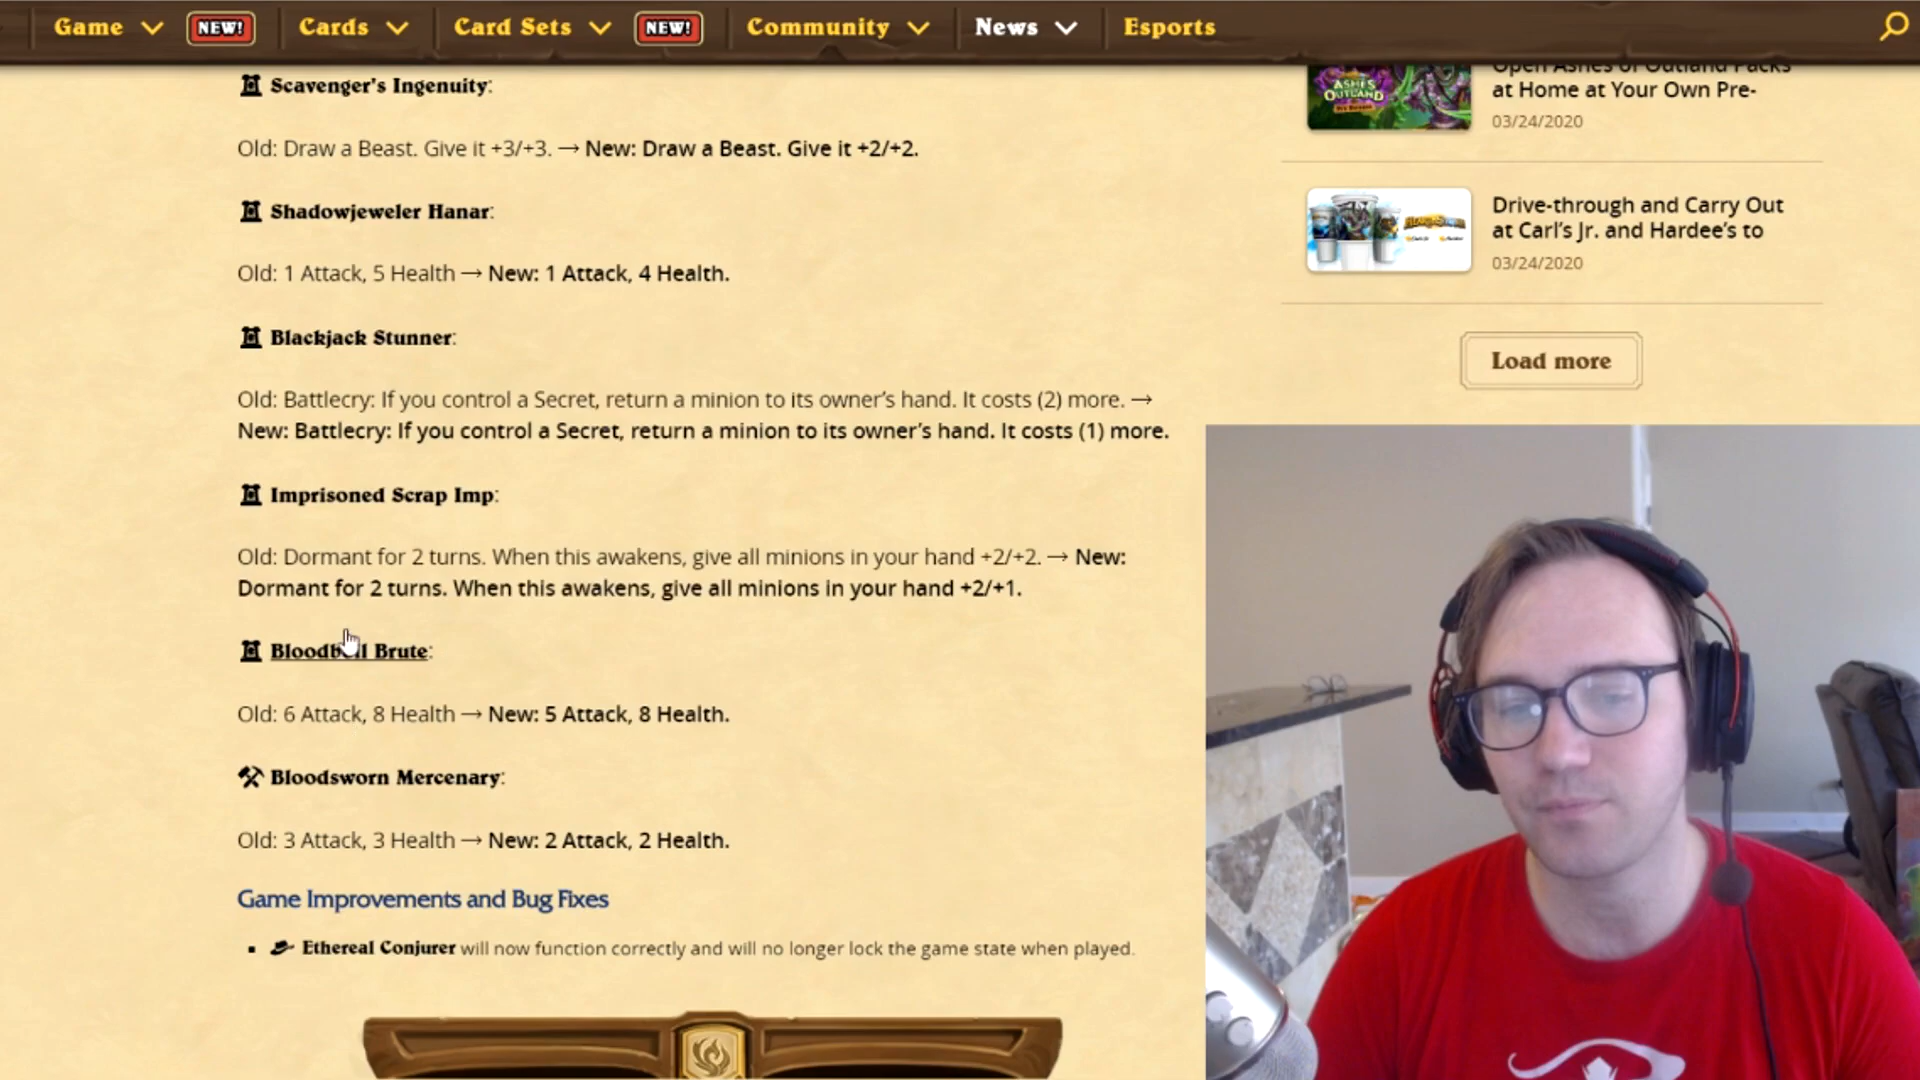 Game NEW! Cards Card Sets NEW! Community News Esports
Scavenger's Ingenuity:
Old: Draw a Beast. Give it +3/+3. → New: Draw a Beast. Give it +2/+2.
Shadowjeweler Hanar:
Old: 1 Attack, 5 Health → New: 1 Attack, 4 Health.
Blackjack Stunner:
Old: Battlecry: If you control a Secret, return a minion to its owner’s hand. It costs (2) more. →
New: Battlecry: If you control a Secret, return a minion to its owner’s hand. It costs (1) more.
Imprisoned Scrap Imp:
Old: Dormant for 2 turns. When this awakens, give all minions in your hand +2/+2. → New:
Dormant for 2 turns. When this awakens, give all minions in your hand +2/+1.
Bloodboil Brute:
Old: 6 Attack, 8 Health → New: 5 Attack, 8 Health.
Bloodsworn Mercenary:
Old: 3 Attack, 3 Health → New: 2 Attack, 2 Health.
Game Improvements and Bug Fixes
▪ Ethereal Conjurer will now function correctly and will no longer lock the game state when played.
ASHES
OUTLAND
Open Ashes of Outland Packs
at Home at Your Own Pre-
03/24/2020
Drive-through and Carry Out
at Carl’s Jr. and Hardee’s to
03/24/2020
Load more